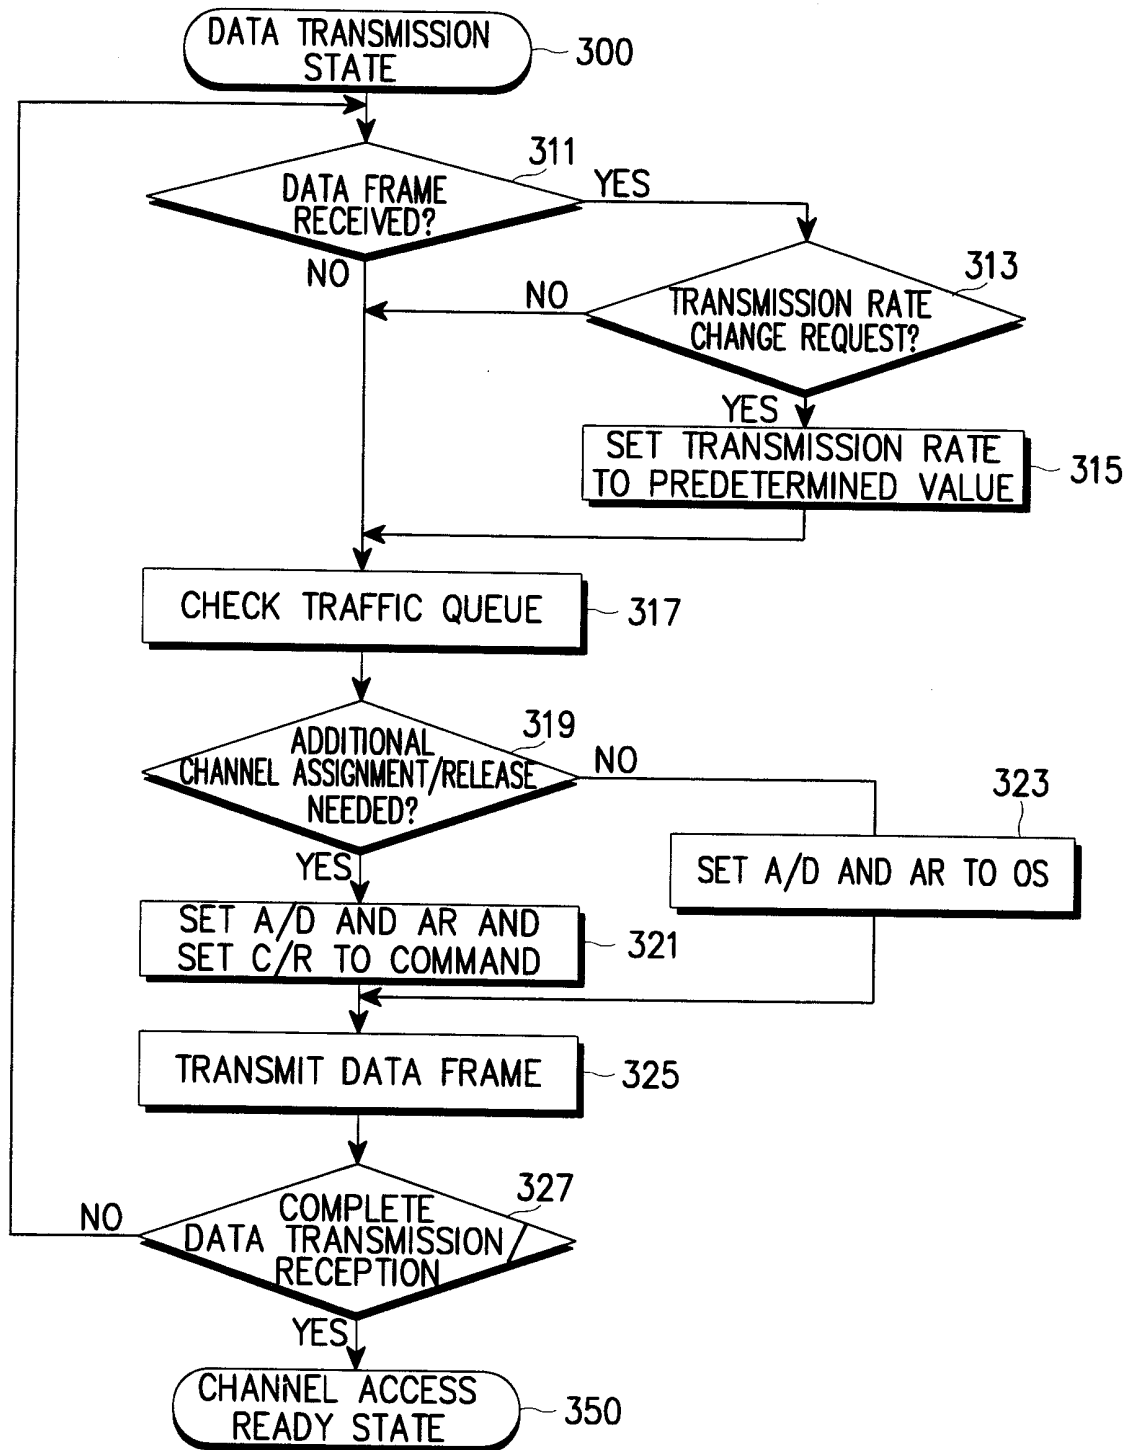 DATA TRANSMISSION
STATE
300
311
DATA FRAME
RECEIVED?
YES
NO
313
TRANSMISSION RATE
CHANGE REQUEST?
NO
YES
SET TRANSMISSION RATE
TO PREDETERMINED VALUE
315
CHECK TRAFFIC QUEUE
317
319
ADDITIONAL
CHANNEL ASSIGNMENT/RELEASE
NEEDED?
NO
YES
323
SET A/D AND AR TO OS
SET A/D AND AR AND
SET C/R TO COMMAND
321
TRANSMIT DATA FRAME
325
327
COMPLETE
DATA TRANSMISSION/
RECEPTION
NO
YES
CHANNEL ACCESS
READY STATE
350